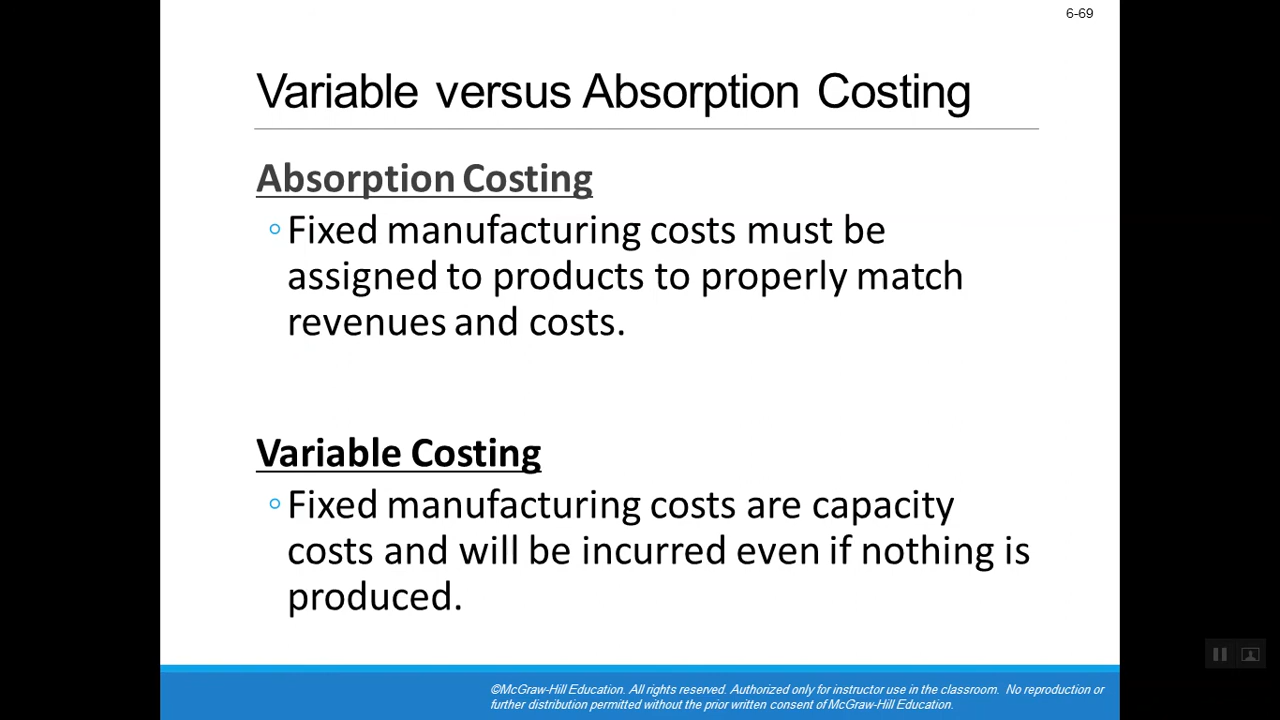 6-69
Variable versus Absorption Costing
Absorption Costing
◦Fixed manufacturing costs must be
assigned to products to properly match
revenues and costs.
Variable Costing
◦Fixed manufacturing costs are capacity
costs and will be incurred even if nothing is
produced.
©McGraw-Hill Education. All rights reserved. Authorized only for instructor use in the classroom. No reproduction or
further distribution permitted without the prior written consent of McGraw-Hill Education.